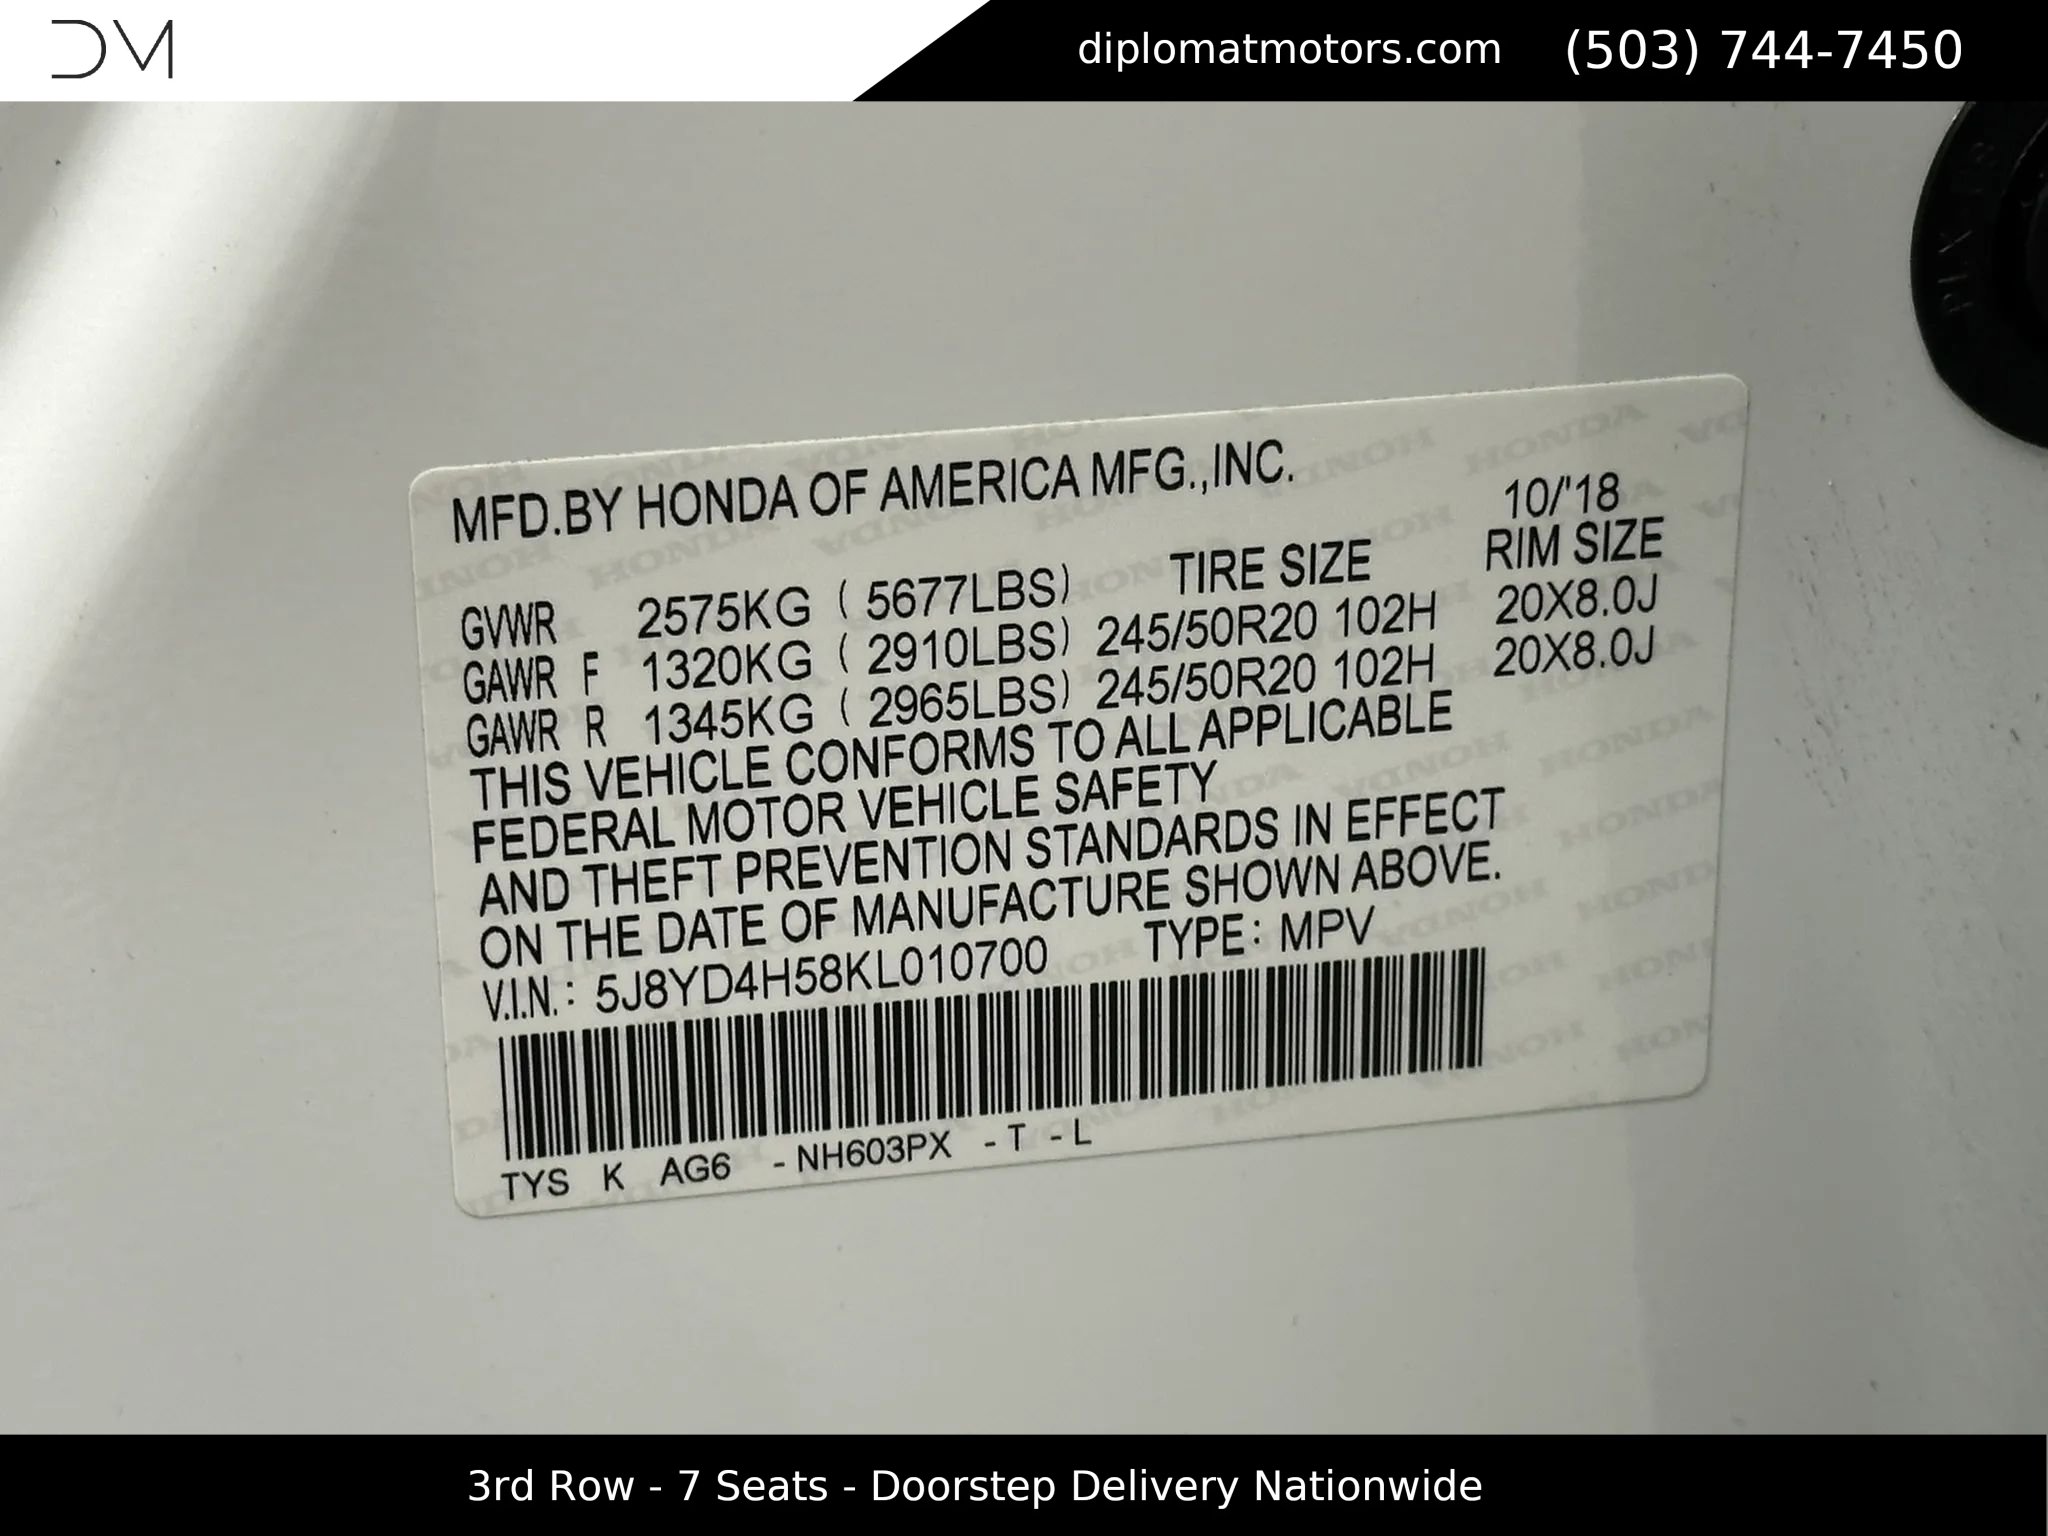 DM
diplomatmotors.com (503) 744-7450
MFD.BY HONDA OF AMERICA MFG.,INC.
10/'18
GVWR 2575KG ( 5677LBS) TIRE SIZE RIM SIZE
GAWR F 1320KG ( 2910LBS) 245/50R20 102H 20X8.0J
GAWR R 1345KG ( 2965LBS) 245/50R20 102H 20X8.0J
THIS VEHICLE CONFORMS TO ALL APPLICABLE
FEDERAL MOTOR VEHICLE SAFETY
AND THEFT PREVENTION STANDARDS IN EFFECT
ON THE DATE OF MANUFACTURE SHOWN ABOVE.
V.I.N.: 5J8YD4H58KL010700 TYPE: MPV
TYS K AG6 -NH603PX -T -L
3rd Row - 7 Seats - Doorstep Delivery Nationwide